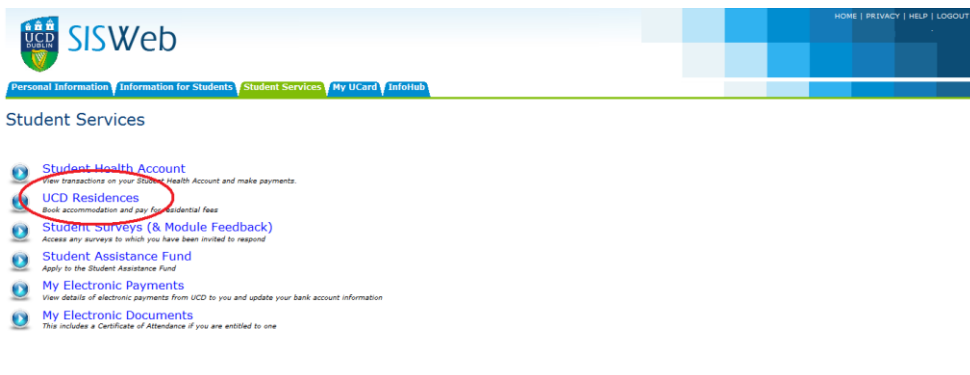 HOME | PRIVACY | HELP | LOGOUT
UCD
DUBLIN
SISWeb
Personal Information Information for Students Student Services My UCard InfoHub
Student Services
Student Health Account
View transactions on your Student Health Account and make payments.
UCD Residences
Book accommodation and pay for residential fees
Student Surveys (& Module Feedback)
Access any surveys to which you have been invited to respond
Student Assistance Fund
Apply to the Student Assistance Fund
My Electronic Payments
View details of electronic payments from UCD to you and update your bank account information
My Electronic Documents
This includes a Certificate of Attendance if you are entitled to one